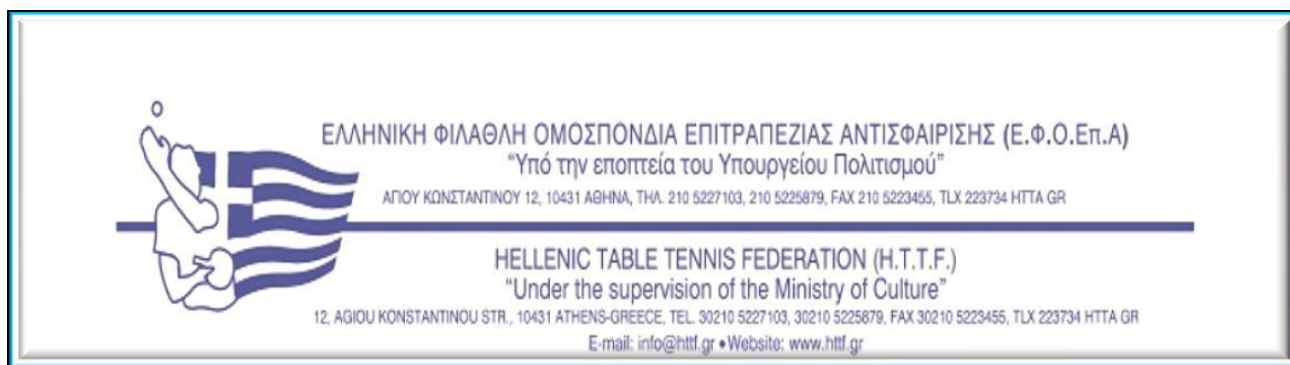 ΕΛΛΗΝΙΚΗ ΦΙΛΑΘΛΗ ΟΜΟΣΠΟΝΔΙΑ ΕΠΙΤΡΑΠΕΖΙΑΣ ΑΝΤΙΣΦΑΙΡΙΣΗΣ (Ε.Φ.Ο.Επ.Α)
“Υπό την εποπτεία του Υπουργείου Πολιτισμού”
ΑΓΙΟΥ ΚΩΝΣΤΑΝΤΙΝΟΥ 12, 10431 ΑΘΗΝΑ, ΤΗΛ. 210 5227103, 210 5225879, FAX 210 5223455, TLX 223734 HTTA GR
HELLENIC TABLE TENNIS FEDERATION (H.T.T.F.)
“Under the supervision of the Ministry of Culture”
12, AGIOU KONSTANTINOU STR., 10431 ATHENS-GREECE, TEL. 30210 5227103, 30210 5225879, FAX 30210 5223455, TLX 223734 HTTA GR
E-mail: info@httf.gr • Website: www.httf.gr